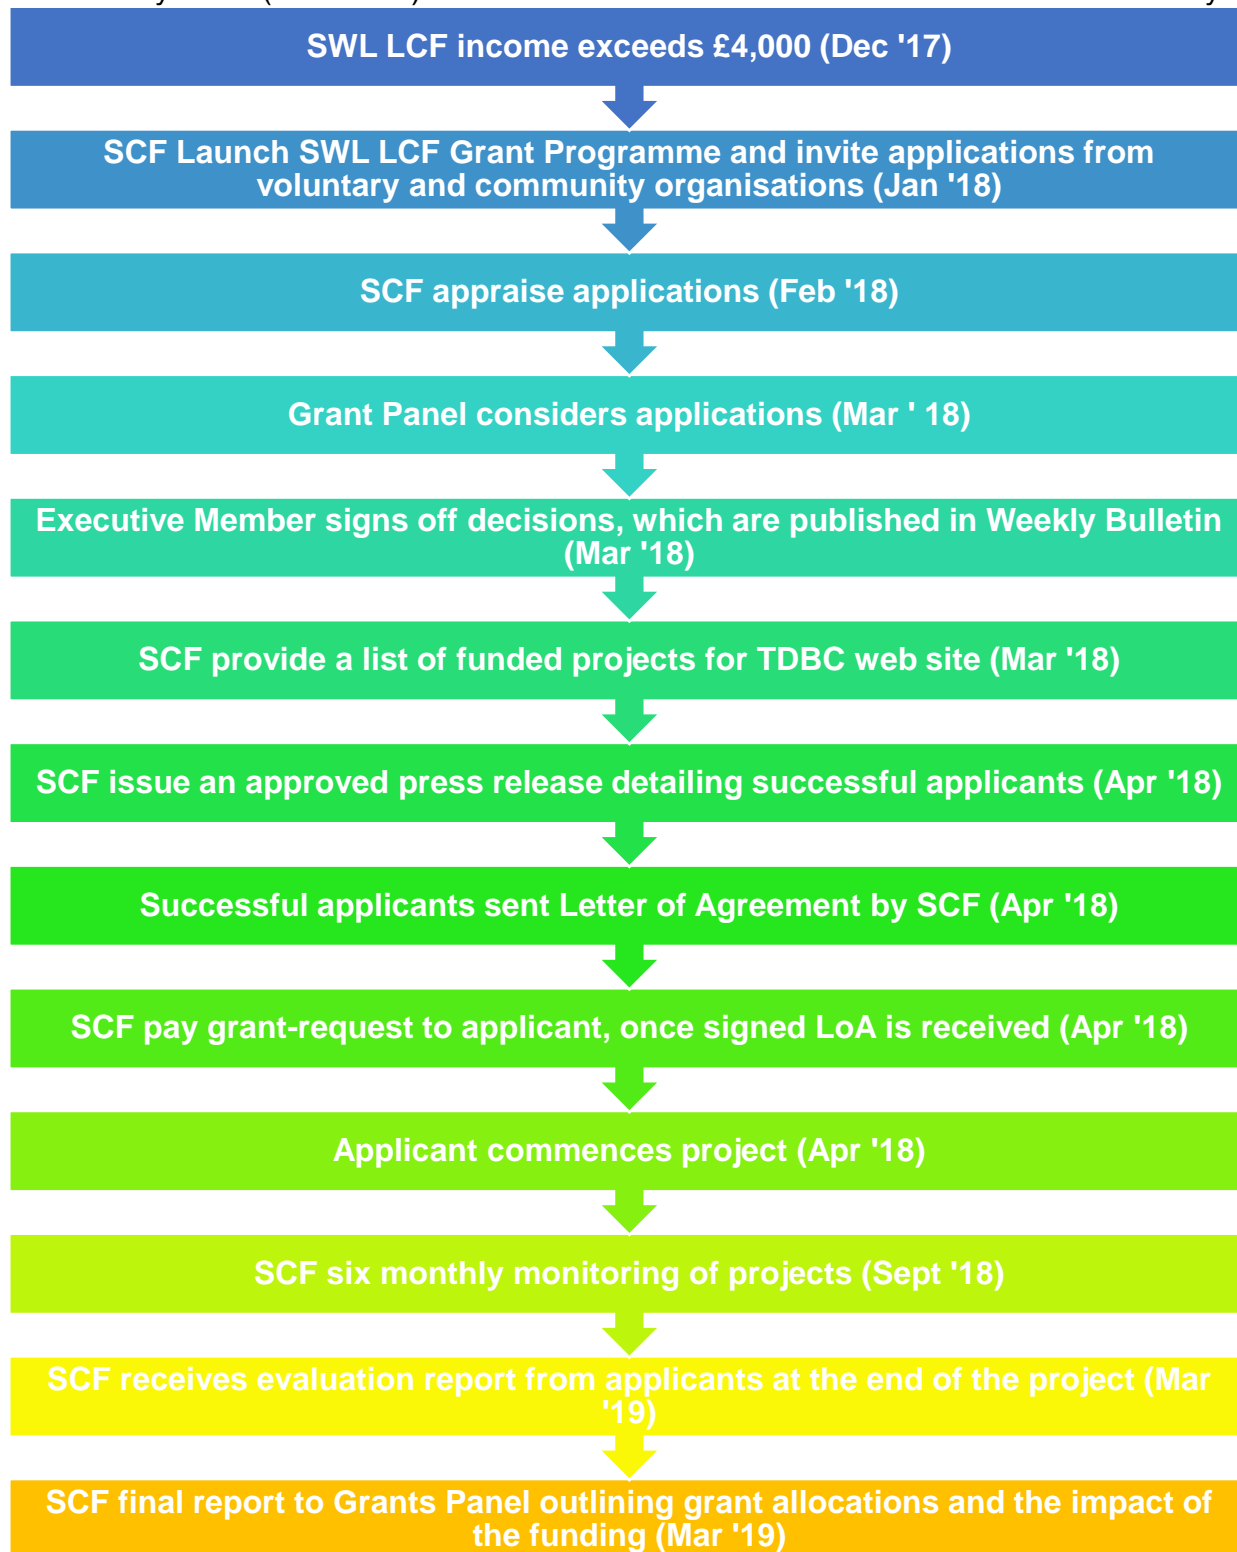 SWL LCF income exceeds £4,000 (Dec '17)
SCF Launch SWL LCF Grant Programme and invite applications from
voluntary and community organisations (Jan '18)
SCF appraise applications (Feb '18)
Grant Panel considers applications (Mar ' 18)
Executive Member signs off decisions, which are published in Weekly Bulletin
(Mar '18)
SCF provide a list of funded projects for TDBC web site (Mar '18)
SCF issue an approved press release detailing successful applicants (Apr '18)
Successful applicants sent Letter of Agreement by SCF (Apr '18)
SCF pay grant-request to applicant, once signed LoA is received (Apr '18)
Applicant commences project (Apr '18)
SCF six monthly monitoring of projects (Sept '18)
SCF receives evaluation report from applicants at the end of the project (Mar
'19)
SCF final report to Grants Panel outlining grant allocations and the impact of
the funding (Mar '19)